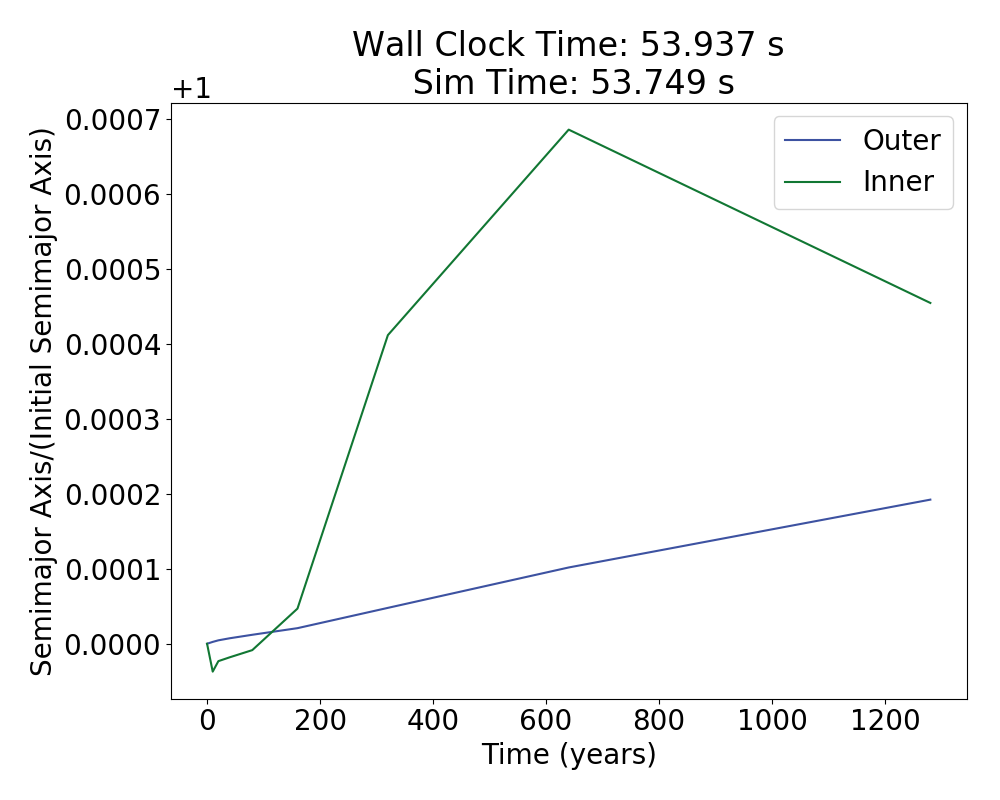 Wall Clock Time: 53.937 s
Sim Time: 53.749 s
+1
0.0007
0.0006
0.0005
0.0004
0.0003
0.0002
0.0001
0.0000
Semimajor Axis/(Initial Semimajor Axis)
Outer
Inner
0 200 400 600 800 1000 1200
Time (years)